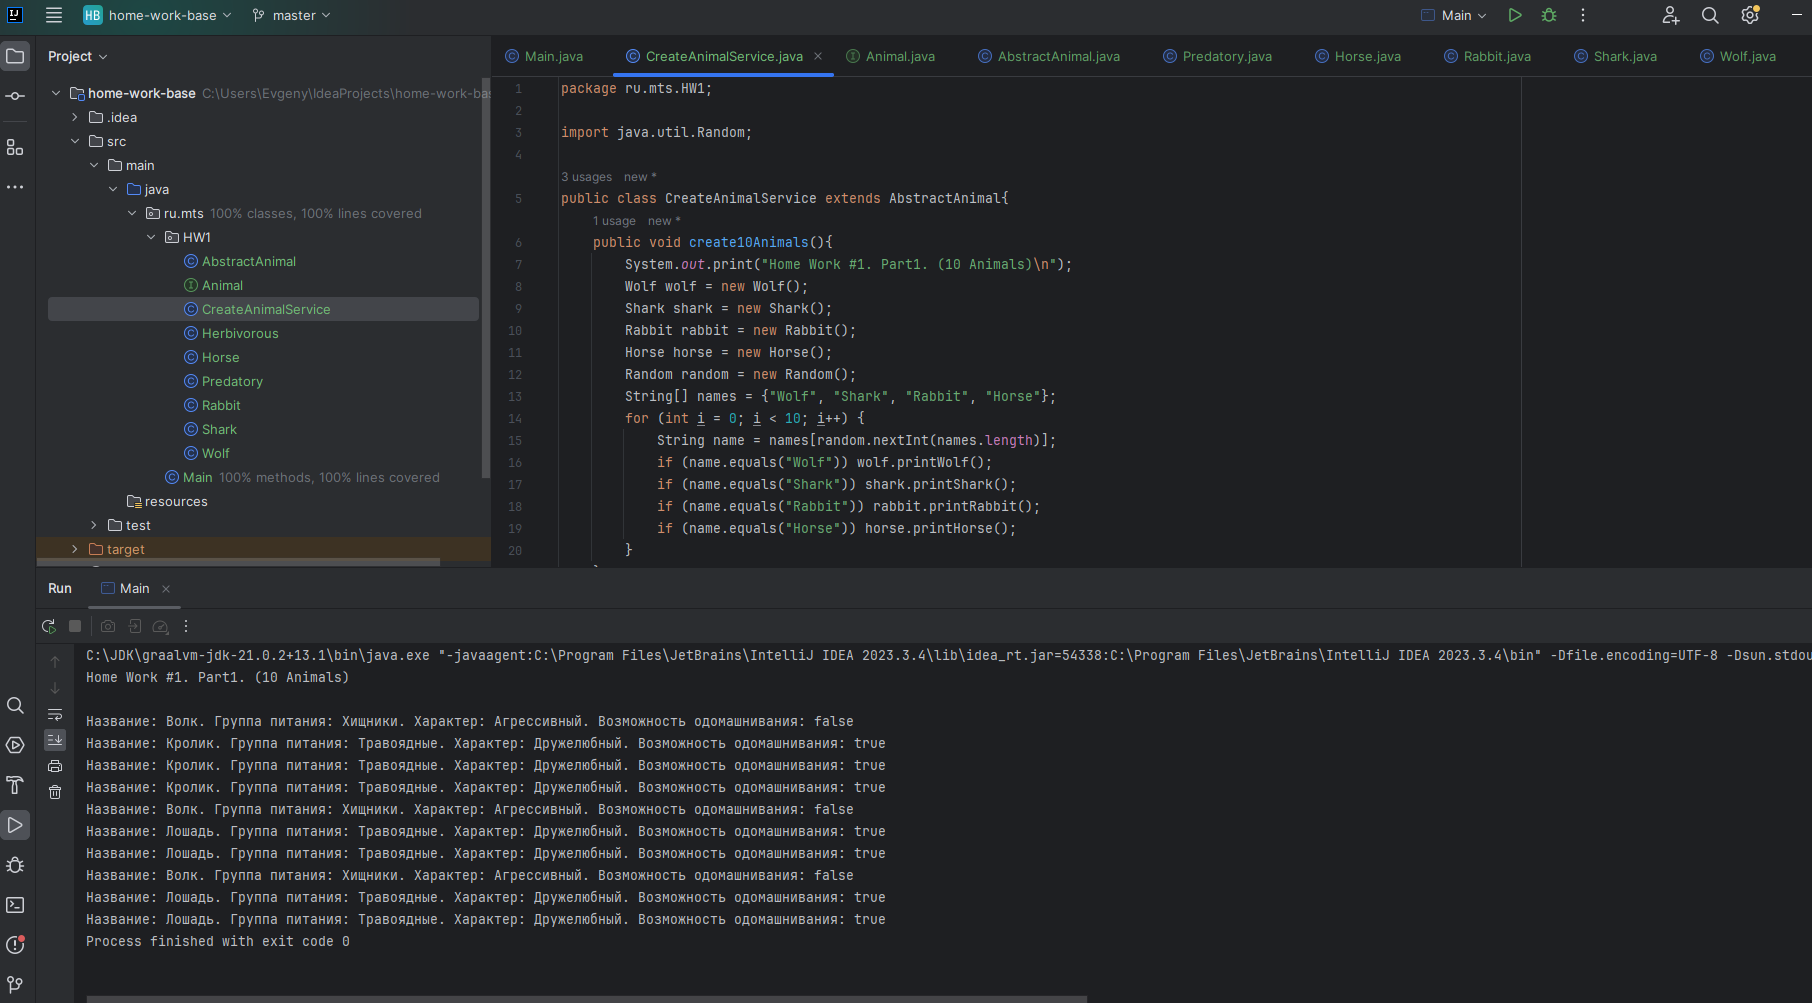 IJ
HB home-work-base master Main
Project
home-work-base C:\Users\Evgeny\IdeaProjects\home-work-bas
.idea
src
main
java
ru.mts 100% classes, 100% lines covered
HW1
AbstractAnimal
Animal
CreateAnimalService
Herbivorous
Horse
Predatory
Rabbit
Shark
Wolf
Main 100% methods, 100% lines covered
resources
test
target
Main.java CreateAnimalService.java Animal.java AbstractAnimal.java Predatory.java Horse.java Rabbit.java Shark.java Wolf.java
1 package ru.mts.HW1;
2
3 import java.util.Random;
4
3 usages new *
5 public class CreateAnimalService extends AbstractAnimal{
1 usage new *
6 public void create10Animals(){
7 System.out.print("Home Work #1. Part1. (10 Animals)\n");
8 Wolf wolf = new Wolf();
9 Shark shark = new Shark();
10 Rabbit rabbit = new Rabbit();
11 Horse horse = new Horse();
12 Random random = new Random();
13 String[] names = {"Wolf", "Shark", "Rabbit", "Horse"};
14 for (int i = 0; i < 10; i++) {
15 String name = names[random.nextInt(names.length)];
16 if (name.equals("Wolf")) wolf.printWolf();
17 if (name.equals("Shark")) shark.printShark();
18 if (name.equals("Rabbit")) rabbit.printRabbit();
19 if (name.equals("Horse")) horse.printHorse();
20 }
Run Main
C:\JDK\graalvm-jdk-21.0.2+13.1\bin\java.exe "-javaagent:C:\Program Files\JetBrains\IntelliJ IDEA 2023.3.4\lib\idea_rt.jar=54338:C:\Program Files\JetBrains\IntelliJ IDEA 2023.3.4\bin" -Dfile.encoding=UTF-8 -Dsun.stdou
Home Work #1. Part1. (10 Animals)
Название: Волк. Группа питания: Хищники. Характер: Агрессивный. Возможность одомашнивания: false
Название: Кролик. Группа питания: Травоядные. Характер: Дружелюбный. Возможность одомашнивания: true
Название: Кролик. Группа питания: Травоядные. Характер: Дружелюбный. Возможность одомашнивания: true
Название: Кролик. Группа питания: Травоядные. Характер: Дружелюбный. Возможность одомашнивания: true
Название: Волк. Группа питания: Хищники. Характер: Агрессивный. Возможность одомашнивания: false
Название: Лошадь. Группа питания: Травоядные. Характер: Дружелюбный. Возможность одомашнивания: true
Название: Лошадь. Группа питания: Травоядные. Характер: Дружелюбный. Возможность одомашнивания: true
Название: Волк. Группа питания: Хищники. Характер: Агрессивный. Возможность одомашнивания: false
Название: Лошадь. Группа питания: Травоядные. Характер: Дружелюбный. Возможность одомашнивания: true
Название: Лошадь. Группа питания: Травоядные. Характер: Дружелюбный. Возможность одомашнивания: true
Process finished with exit code 0